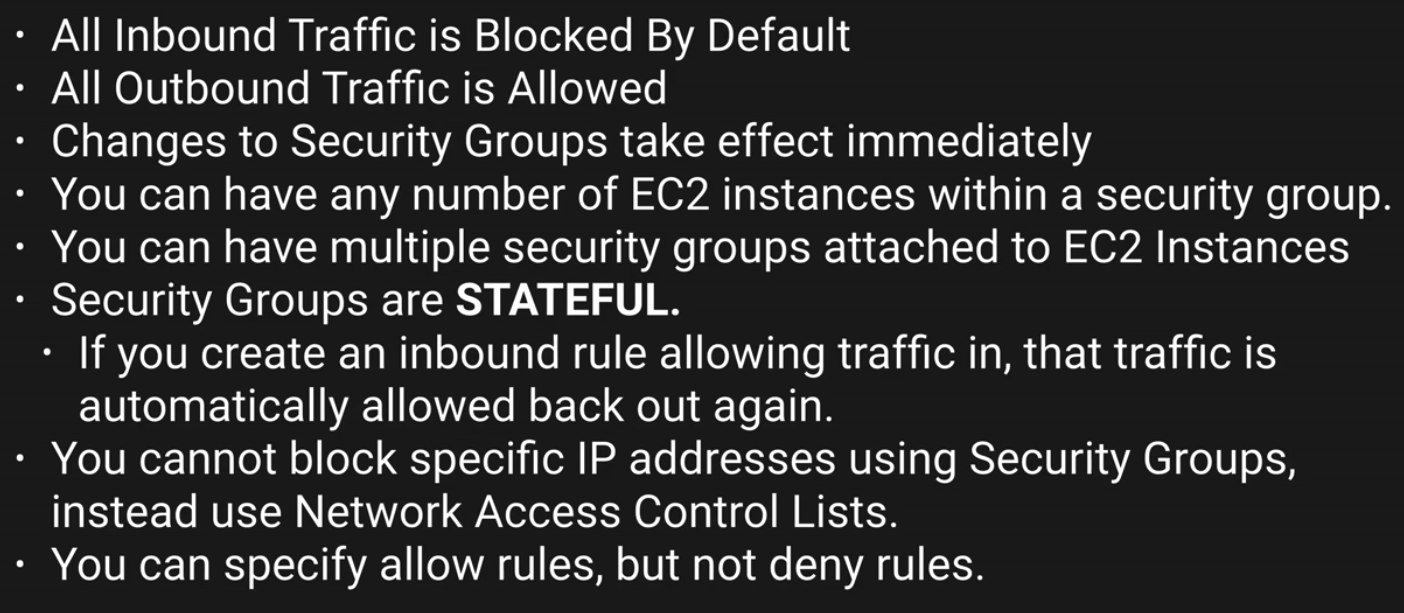 · All Inbound Traffic is Blocked By Default
· All Outbound Traffic is Allowed
· Changes to Security Groups take effect immediately
· You can have any number of EC2 instances within a security group.
· You can have multiple security groups attached to EC2 Instances
· Security Groups are STATEFUL.
· If you create an inbound rule allowing traffic in, that traffic is
automatically allowed back out again.
· You cannot block specific IP addresses using Security Groups,
instead use Network Access Control Lists.
· You can specify allow rules, but not deny rules.